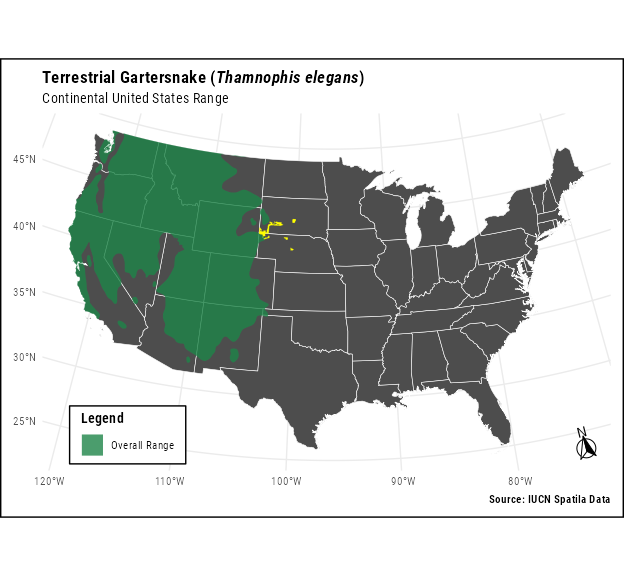 Terrestrial Gartersnake (Thamnophis elegans)
Continental United States Range
45°N
40°N
35°N
30°N
25°N
Legend
Overall Range
N
120°W 110°W 100°W 90°W 80°W
Source: IUCN Spatila Data